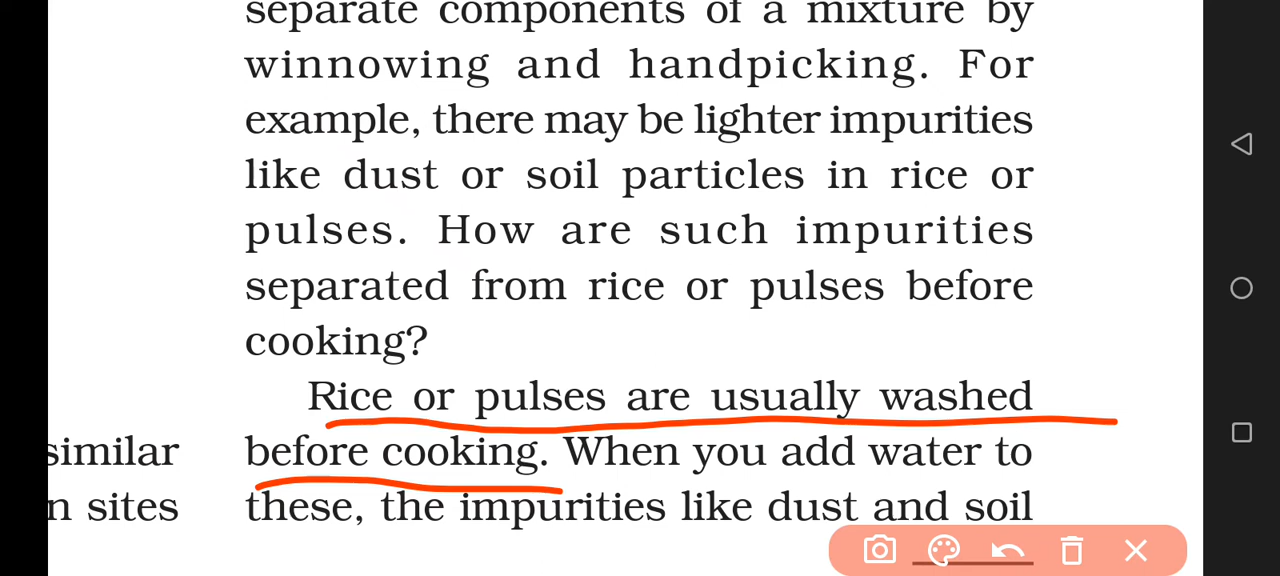 separate components of a mixture by
winnowing and handpicking. For
example, there may be lighter impurities
like dust or soil particles in rice or
pulses. How are such impurities
separated from rice or pulses before
cooking?
Rice or pulses are usually washed
before cooking. When you add water to
these, the impurities like dust and soil
similar
n sites